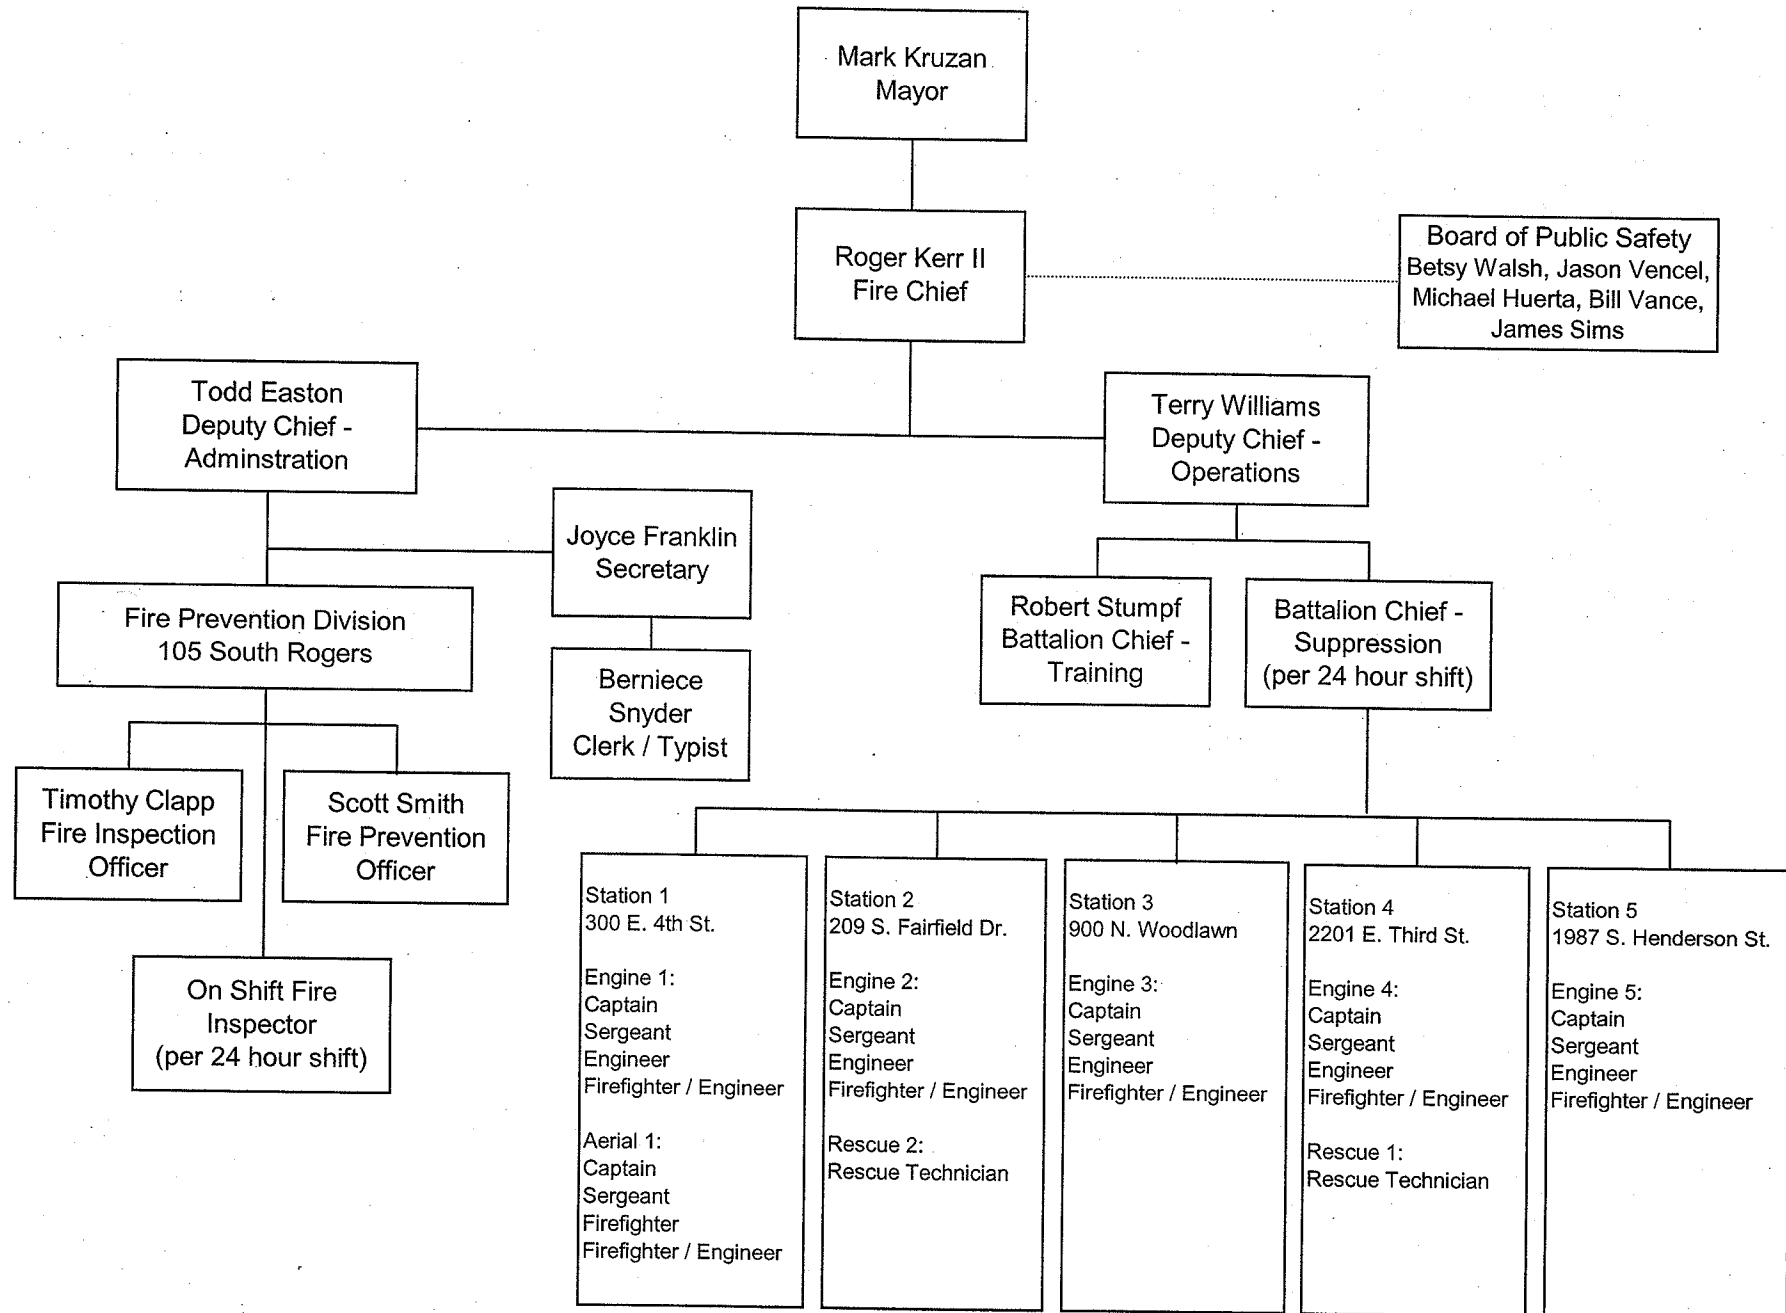 Mark Kruzan
Mayor
Roger Kerr II
Fire Chief
Board of Public Safety
Betsy Walsh, Jason Vencel,
Michael Huerta, Bill Vance,
James Sims
Todd Easton
Deputy Chief -
Adminstration
Terry Williams
Deputy Chief -
Operations
Joyce Franklin
Secretary
Berniece
Snyder
Clerk / Typist
Fire Prevention Division
105 South Rogers
Timothy Clapp
Fire Inspection
Officer
Scott Smith
Fire Prevention
Officer
On Shift Fire
Inspector
(per 24 hour shift)
Robert Stumpf
Battalion Chief -
Training
Battalion Chief -
Suppression
(per 24 hour shift)
Station 1
300 E. 4th St.
Engine 1:
Captain
Sergeant
Engineer
Firefighter / Engineer
Aerial 1:
Captain
Sergeant
Firefighter
Firefighter / Engineer
Station 2
209 S. Fairfield Dr.
Engine 2:
Captain
Sergeant
Engineer
Firefighter / Engineer
Rescue 2:
Rescue Technician
Station 3
900 N. Woodlawn
Engine 3:
Captain
Sergeant
Engineer
Firefighter / Engineer
Station 4
2201 E. Third St.
Engine 4:
Captain
Sergeant
Engineer
Firefighter / Engineer
Rescue 1:
Rescue Technician
Station 5
1987 S. Henderson St.
Engine 5:
Captain
Sergeant
Engineer
Firefighter / Engineer